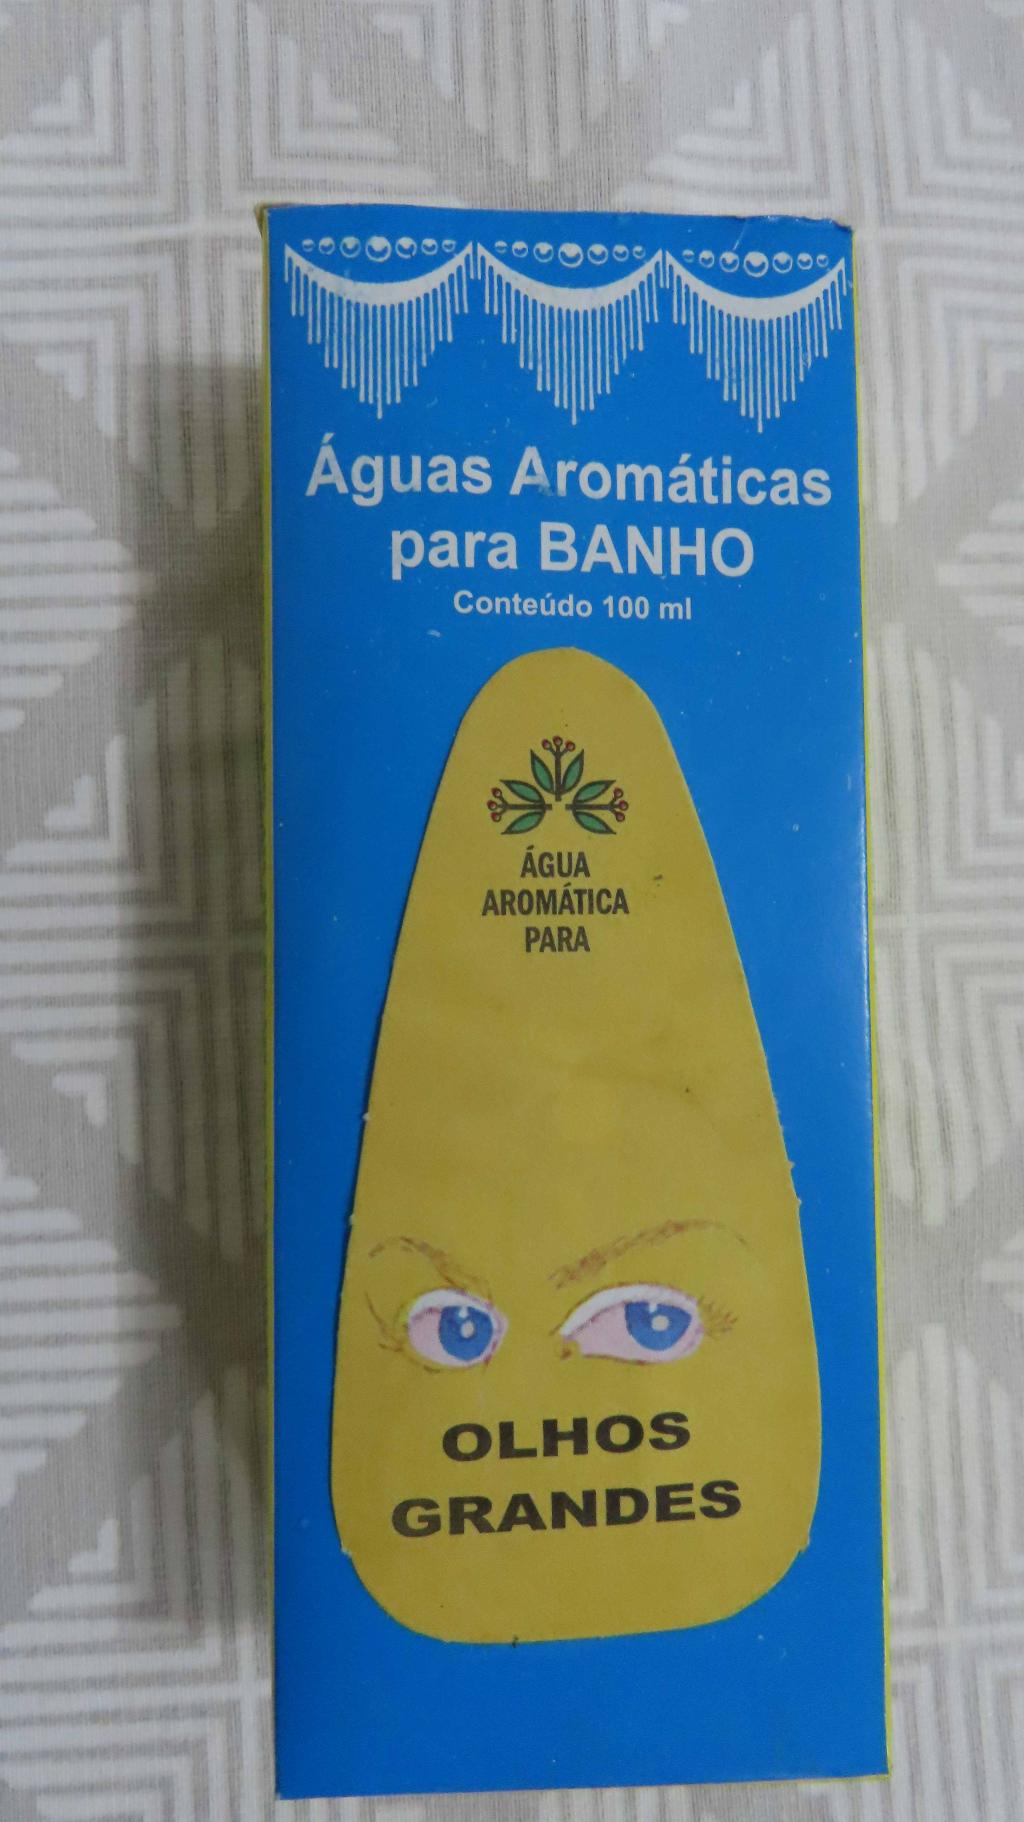 Águas Aromáticas
para BANHO
Conteúdo 100 ml
ÁGUA
AROMÁTICA
PARA
OLHOS
GRANDES